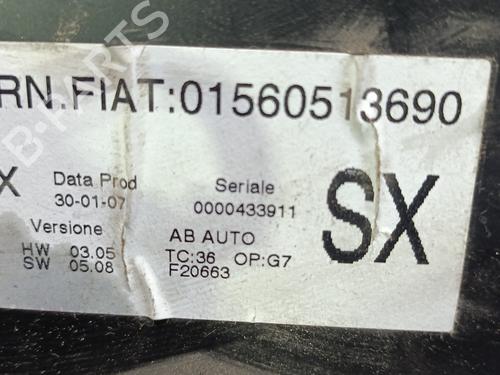 RN.FIAT:01560513690
X Data Prod Seriale SX
30-01-07 0000433911
Versione AB AUTO
HW 03.05 TC:36 OP:G7
SW 05.08 F20663
B-PARTS